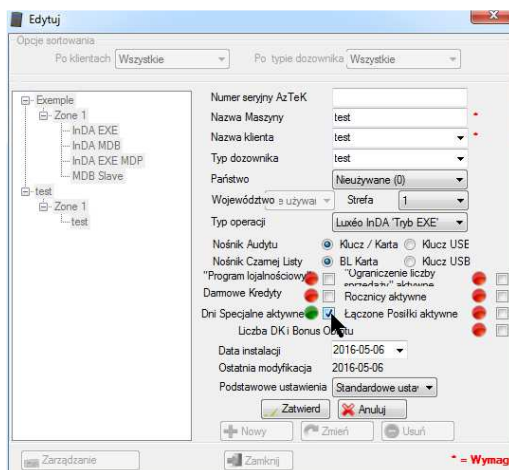 Edytuj
Opcje sortowania
Po klientach Wszystkie Po typie dozownika Wszystkie
Exemple
Zone 1
InDA EXE
InDA MDB
InDA EXE MDP
MDB Slave
test
Zone 1
test
Numer seryjny AzTeK
Nazwa Maszyny test *
Nazwa klienta test *
Typ dozownika test
Państwo Nieużywane (0)
Województwo e używai Strefa 1
Typ operacji Luxéo InDA 'Tryb EXE'
Nośnik Audytu Klucz / Karta Klucz USB
Nośnik Czarnej Listy BL Karta Klucz USB
"Program lojalnościowy" "Ograniczenie liczby sprzedaży" aktywne
Darmowe Kredyty Rocznicy aktywne
Dni Specjalne aktywne Łączone Posiłki aktywne
Liczba DK i Bonus
Data instalacji 2016-05-06
Ostatnia modyfikacja 2016-05-06
Podstawowe ustawienia Standardowe ustaw
Zatwierd Anuluj
Nowy Zmień Usuń
Zarządzanie Zamknij * = Wymag